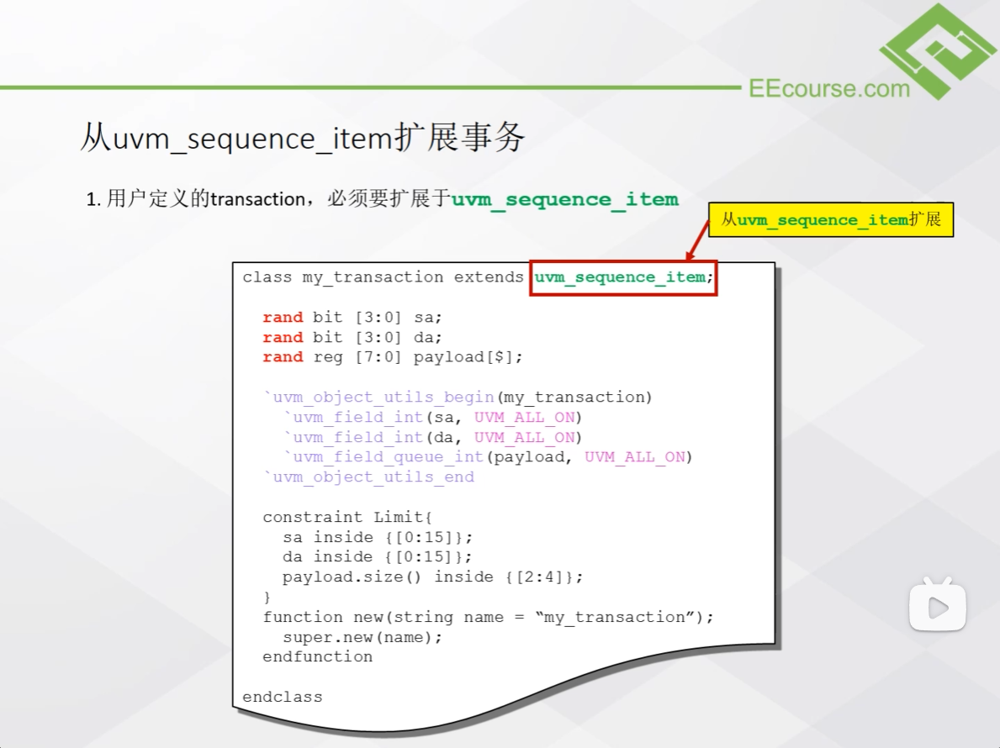 EEcourse.com
从uvm_sequence_item扩展事务
1. 用户定义的transaction，必须要扩展于uvm_sequence_item
从uvm_sequence_item扩展
class my_transaction extends uvm_sequence_item;
rand bit [3:0] sa;
rand bit [3:0] da;
rand reg [7:0] payload[$];
`uvm_object_utils_begin(my_transaction)
`uvm_field_int(sa, UVM_ALL_ON)
`uvm_field_int(da, UVM_ALL_ON)
`uvm_field_queue_int(payload, UVM_ALL_ON)
`uvm_object_utils_end
constraint Limit{
sa inside {[0:15]};
da inside {[0:15]};
payload.size() inside {[2:4]};
}
function new(string name = “my_transaction”);
super.new(name);
endfunction
endclass